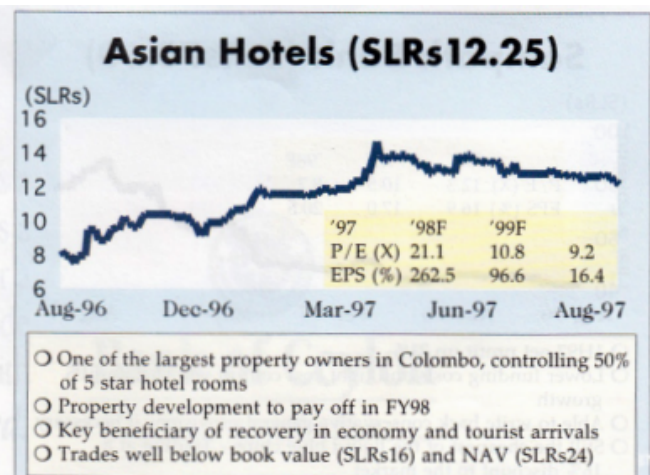 Asian Hotels (SLRs12.25)
(SLRs)
16
14
12
10
8
6
'97 '98F '99F
P/E (X) 21.1 10.8 9.2
EPS (%) 262.5 96.6 16.4
Aug-96 Dec-96 Mar-97 Jun-97 Aug-97
❍ One of the largest property owners in Colombo, controlling 50%
of 5 star hotel rooms
❍ Property development to pay off in FY98
❍ Key beneficiary of recovery in economy and tourist arrivals
❍ Trades well below book value (SLRs16) and NAV (SLRs24)